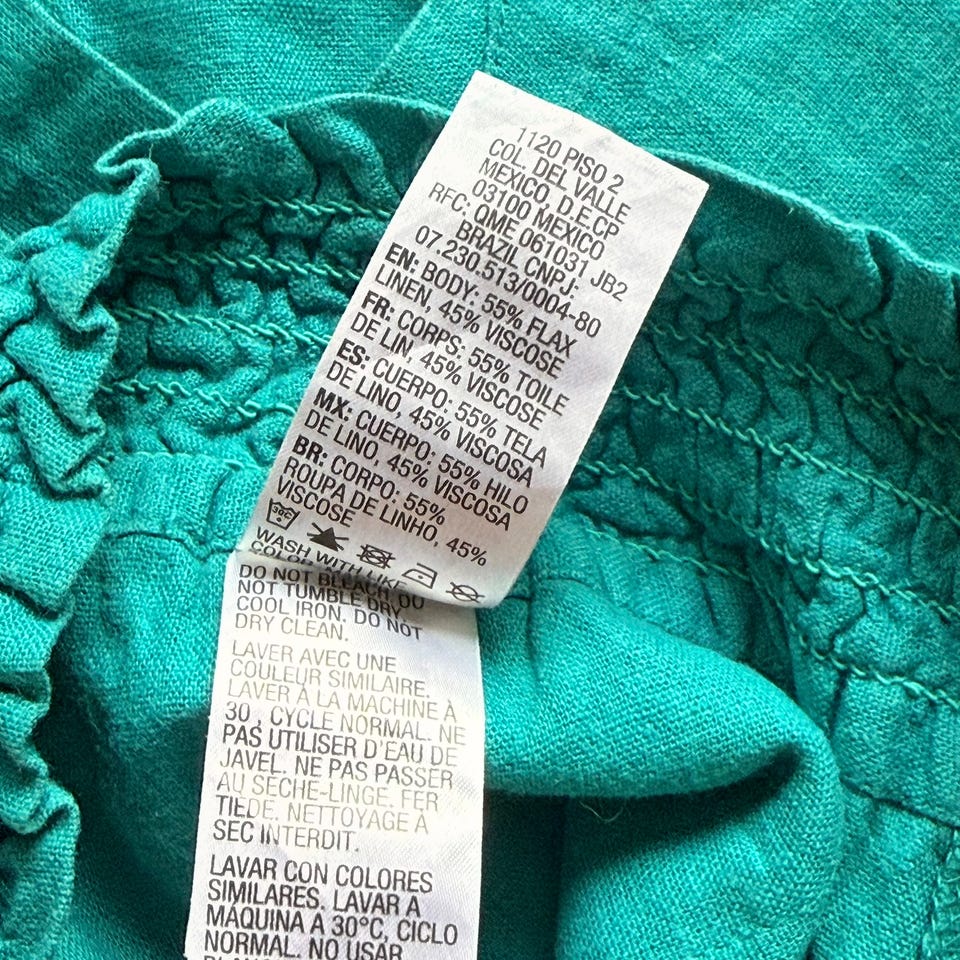 1120 PISO 2
COL. DEL VALLE
MEXICO, D.E.CP
03100 MEXICO
RFC: QME 061031 JB2
BRAZIL CNPJ:
07.230.513/0004-80
EN: BODY: 55% FLAX
LINEN, 45% VISCOSE
FR: CORPS: 55% TOILE
DE LIN, 45% VISCOSE
ES: CUERPO: 55% TELA
DE LINO, 45% VISCOSA
MX: CUERPO: 55% HILO
DE LINO, 45% VISCOSA
BR: CORPO: 55%
ROUPA DE LINHO, 45%
VISCOSE
30C
WASH WITH LIKE
DO NOT BLEACH. DO
NOT TUMBLE DRY.
COOL IRON. DO NOT
DRY CLEAN.
LAVER AVEC UNE
COULEUR SIMILAIRE.
LAVER À LA MACHINE À
30 , CYCLE NORMAL. NE
PAS UTILISER D'EAU DE
JAVEL. NE PAS PASSER
AU SÈCHE-LINGE. FER
TIÈDE. NETTOYAGE À
SEC INTERDIT.
LAVAR CON COLORES
SIMILARES. LAVAR A
MÁQUINA A 30°C, CICLO
NORMAL. NO USAR